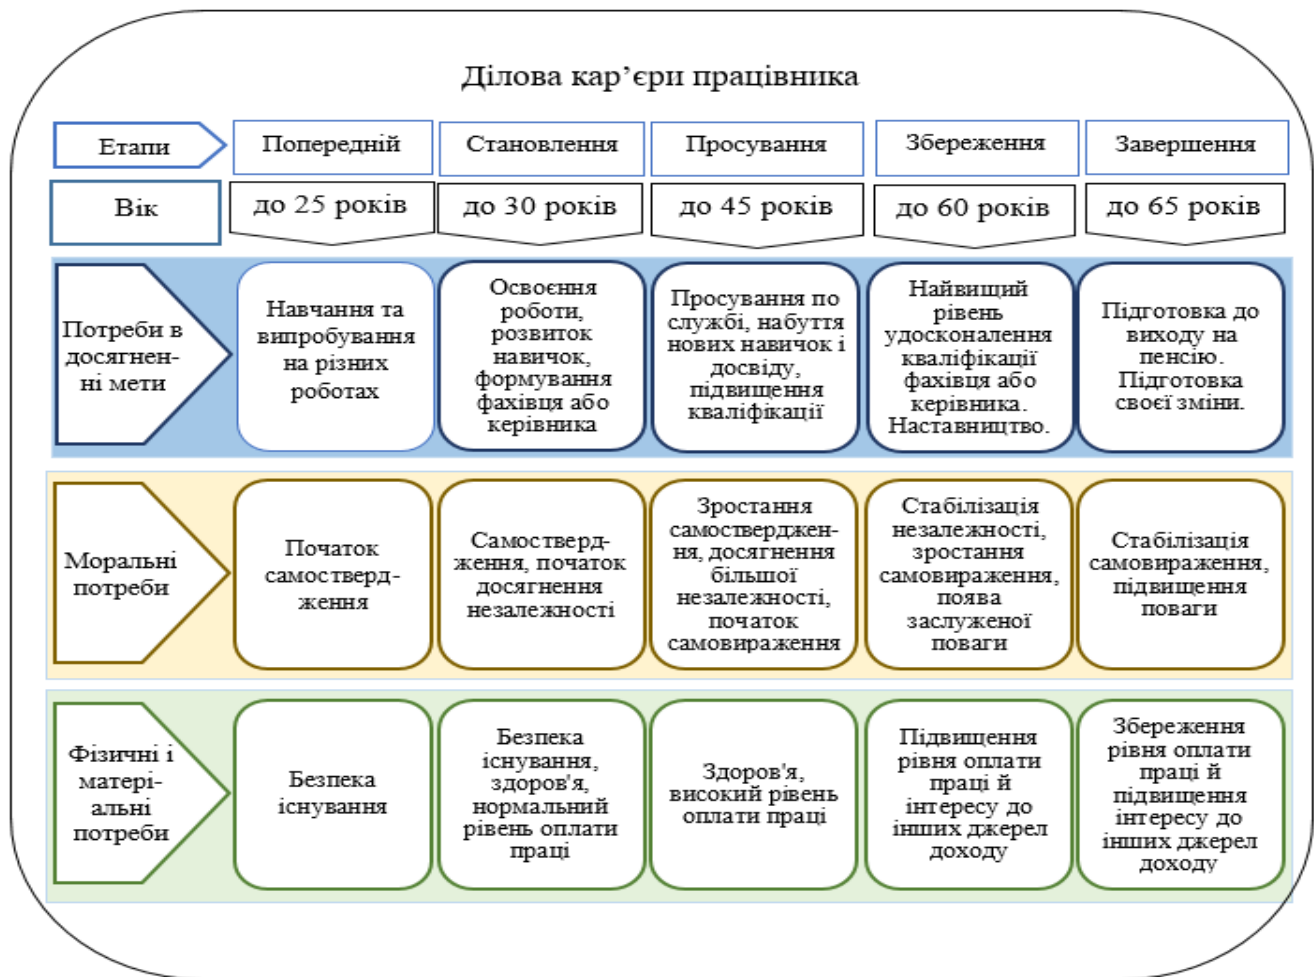 Ділова кар’єри працівника
Етапи
Попередній
Становлення
Просування
Збереження
Завершення
Вік
до 25 років
до 30 років
до 45 років
до 60 років
до 65 років
Потреби в
досягнен-
ні мети
Навчання та
випробування
на різних
роботах
Освоєння
роботи,
розвиток
навичок,
формування
фахівця або
керівника
Просування по
службі, набуття
нових навичок і
досвіду,
підвищення
кваліфікації
Найвищий
рівень
удосконалення
кваліфікації
фахівця або
керівника.
Наставництво.
Підготовка до
виходу на
пенсію.
Підготовка
своєї зміни.
Моральні
потреби
Початок
самоствερд-
ження
Самоствερд-
ження, початок
досягнення
незалежності
Зростання
самостверджен-
ня, досягнення
більшої
незалежності,
початок
самовираження
Стабілізація
незалежності,
зростання
самовираження,
поява
заслуженої
поваги
Стабілізація
самовираження,
підвищення
поваги
Фізичні і
матері-
альні
потреби
Безпека
існування
Безпека
існування,
здоров'я,
нормальний
рівень оплати
праці
Здоров'я,
високий рівень
оплати праці
Підвищення
рівня оплати
праці й
інтересу до
інших джерел
доходу
Збереження
рівня оплати
праці й
підвищення
інтересу до
інших джерел
доходу